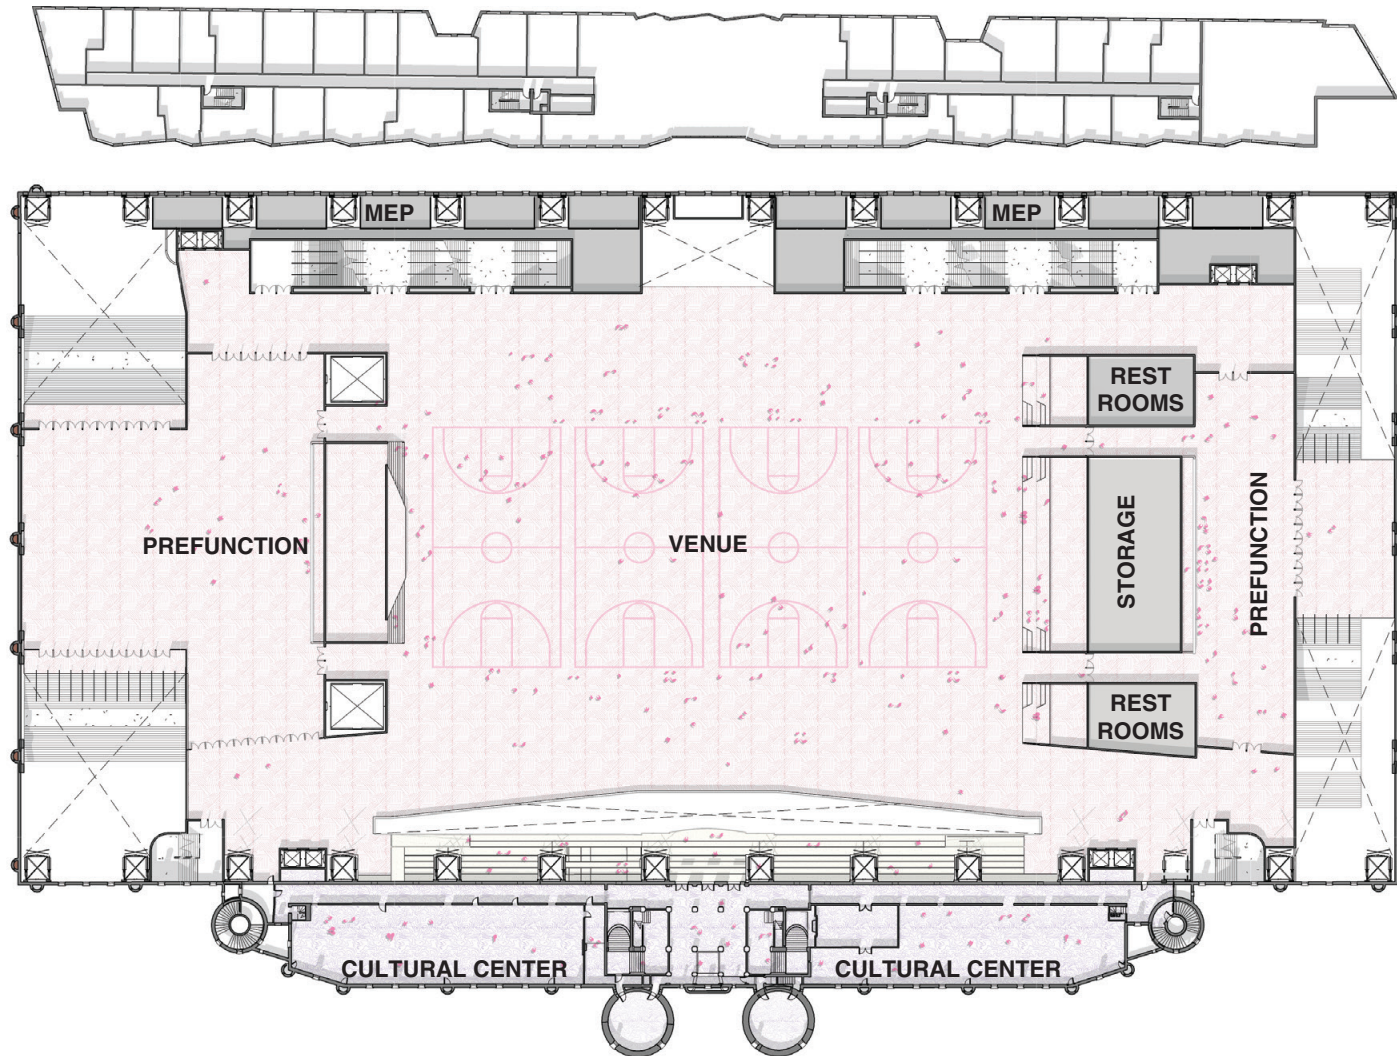 MEP
MEP
REST
ROOMS
PREFUNCTION
VENUE
STORAGE
PREFUNCTION
REST
ROOMS
CULTURAL CENTER
CULTURAL CENTER